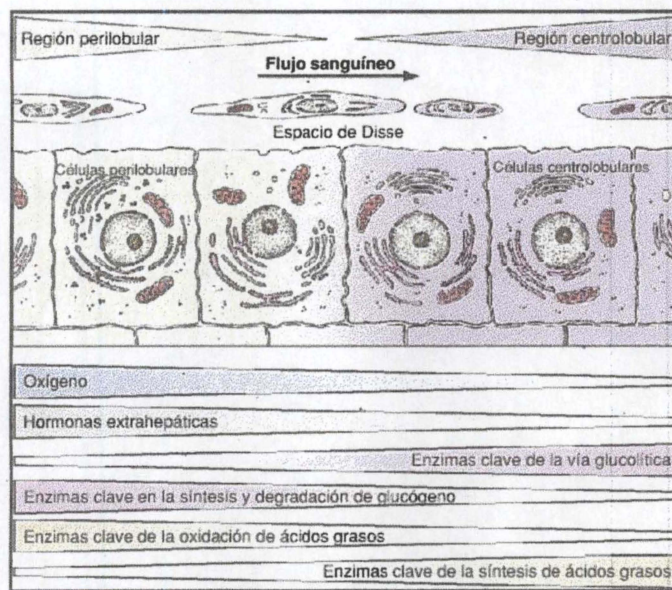 Región perilobular
Región centrolobular
Flujo sanguíneo
Espacio de Disse
Células perilobulares
Células centrolobulares
Oxígeno
Hormonas extrahepáticas
Enzimas clave de la vía glucolítica
Enzimas clave en la síntesis y degradación de glucógeno
Enzimas clave de la oxidación de ácidos grasos
Enzimas clave de la síntesis de ácidos grasos